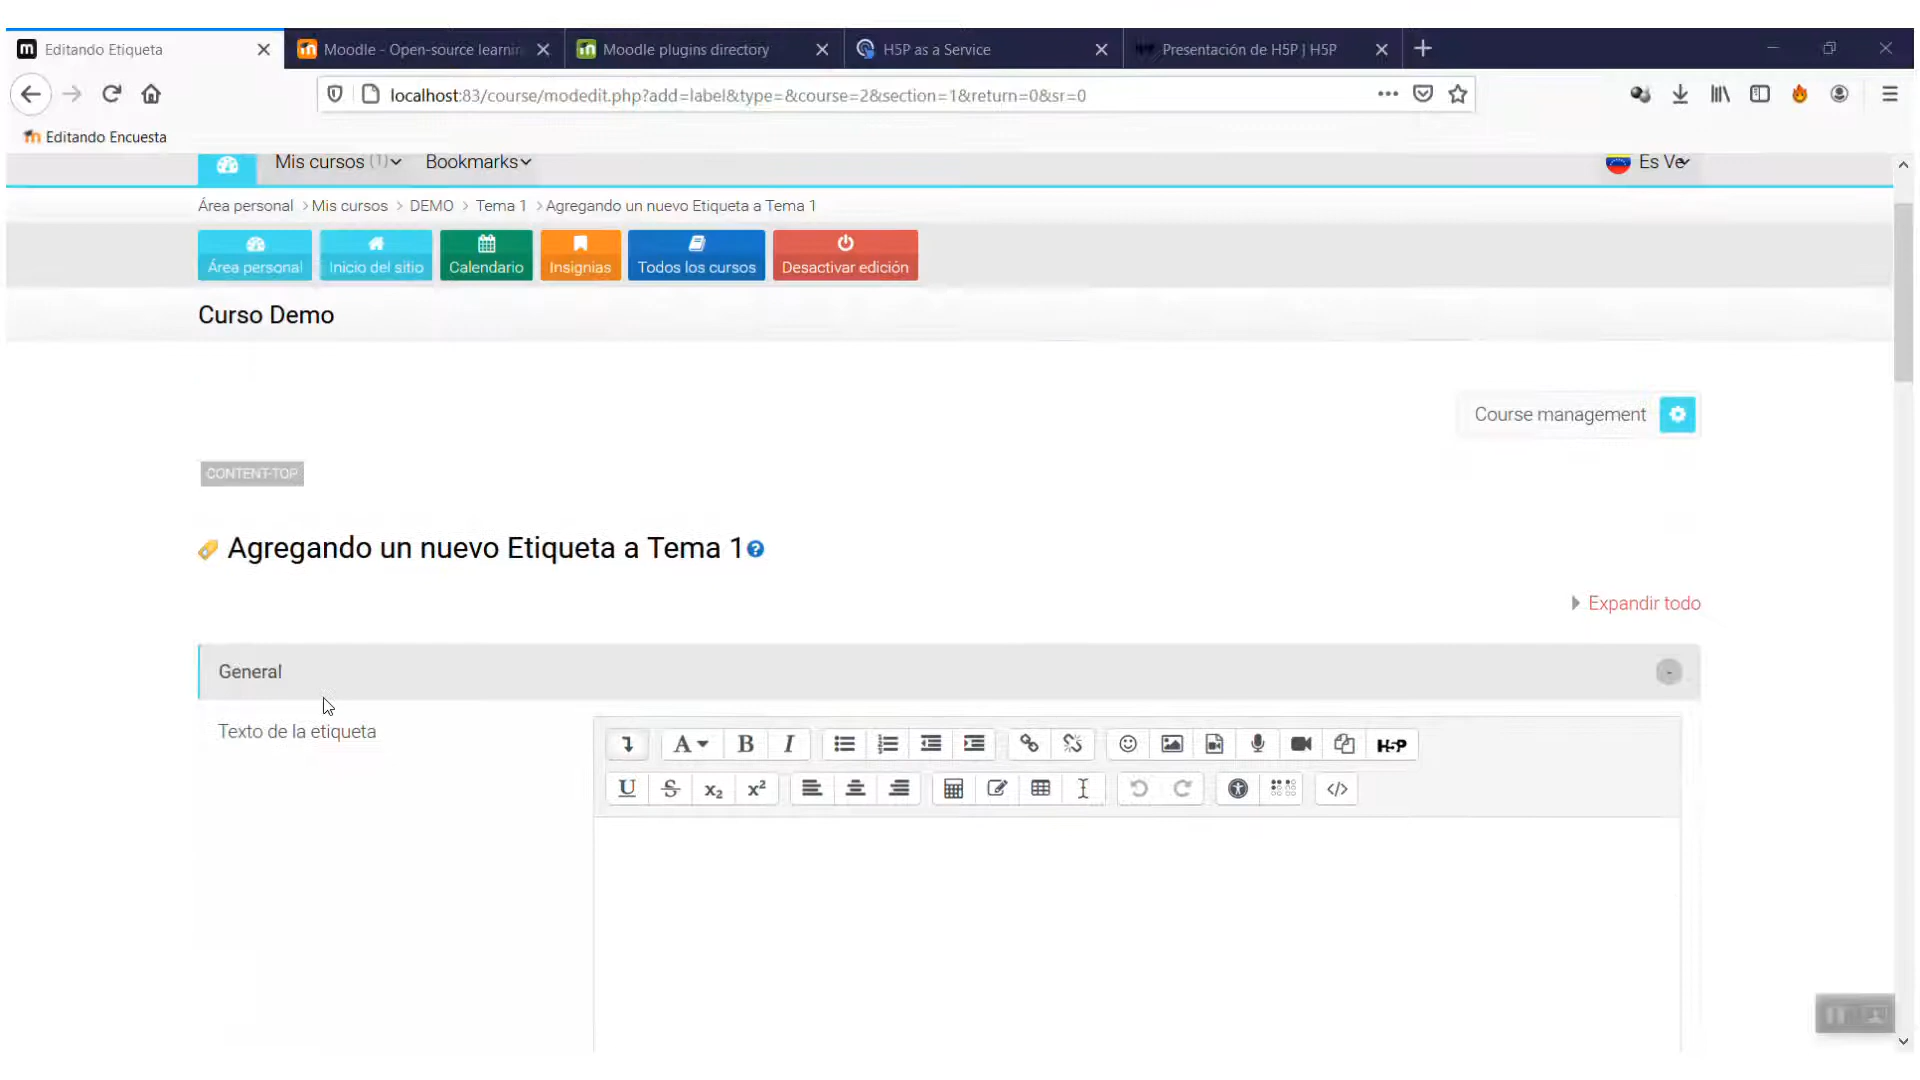 Editando Etiqueta
Moodle - Open-source learnin
Moodle plugins directory
H5P as a Service
Presentación de H5P | H5P
localhost:83/course/modedit.php?add=label&type=&course=2&section=1&return=0&sr=0
Editando Encuesta
Mis cursos (1) Bookmarks
Es Ve
Área personal > Mis cursos > DEMO > Tema 1 > Agregando un nuevo Etiqueta a Tema 1
Área personal
Inicio del sitio
Calendario
Insignias
Todos los cursos
Desactivar edición
Curso Demo
Course management
CONTENT-TOP
Agregando un nuevo Etiqueta a Tema 1
Expandir todo
General
Texto de la etiqueta
A B I H-P
U S x₂ x²